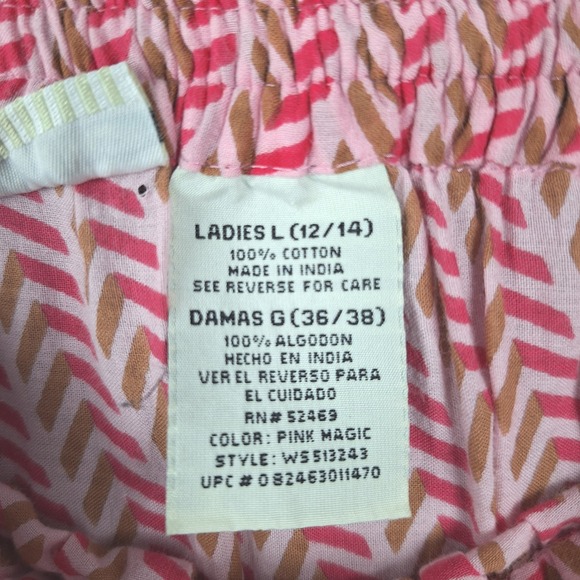 LADIES L (12/14)
100% COTTON
MADE IN INDIA
SEE REVERSE FOR CARE
DAMAS G (36/38)
100% ALGODON
HECHO EN INDIA
VER EL REVERSO PARA
EL CUIDADO
RN# 52469
COLOR: PINK MAGIC
STYLE: WS513243
UPC # 082463011470